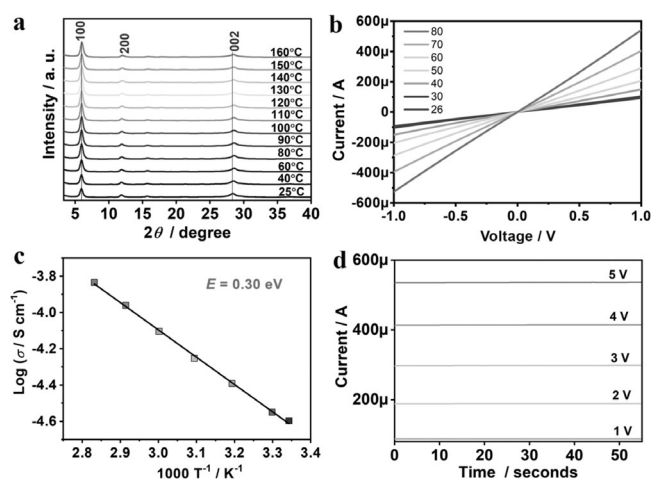 a
100
200
002
160°C
150°C
140°C
130°C
120°C
110°C
100°C
90°C
80°C
60°C
40°C
25°C
Intensity / a. u.
5 10 15 20 25 30 35 40
2θ / degree
b
80
70
60
50
40
30
26
600µ
400µ
200µ
0
-200µ
-400µ
-600µ
Current / A
-1.0 -0.5 0.0 0.5 1.0
Voltage / V
c
E = 0.30 eV
-3.8
-4.0
-4.2
-4.4
-4.6
Log (σ / S cm⁻¹)
2.8 2.9 3.0 3.1 3.2 3.3 3.4
1000 T⁻¹ / K⁻¹
d
600µ
400µ
200µ
Current / A
5 V
4 V
3 V
2 V
1 V
0 10 20 30 40 50
Time / seconds